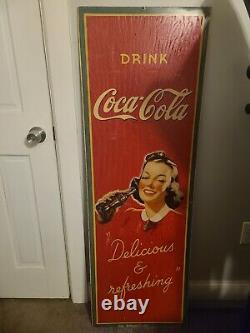 DRINK
Coca-Cola
"Delicious
&
refreshing"